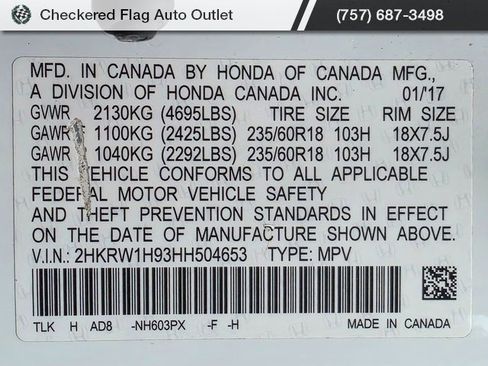 Checkered Flag Auto Outlet (757) 687-3498
MFD. IN CANADA BY HONDA OF CANADA MFG.,
A DIVISION OF HONDA CANADA INC. 01/'17
GVWR 2130KG (4695LBS) TIRE SIZE RIM SIZE
GAWR F 1100KG (2425LBS) 235/60R18 103H 18X7.5J
GAWR R 1040KG (2292LBS) 235/60R18 103H 18X7.5J
THIS VEHICLE CONFORMS TO ALL APPLICABLE
FEDERAL MOTOR VEHICLE SAFETY
AND THEFT PREVENTION STANDARDS IN EFFECT
ON THE DATE OF MANUFACTURE SHOWN ABOVE.
V.I.N.: 2HKRW1H93HH504653 TYPE: MPV
TLK H AD8 -NH603PX -F -H MADE IN CANADA